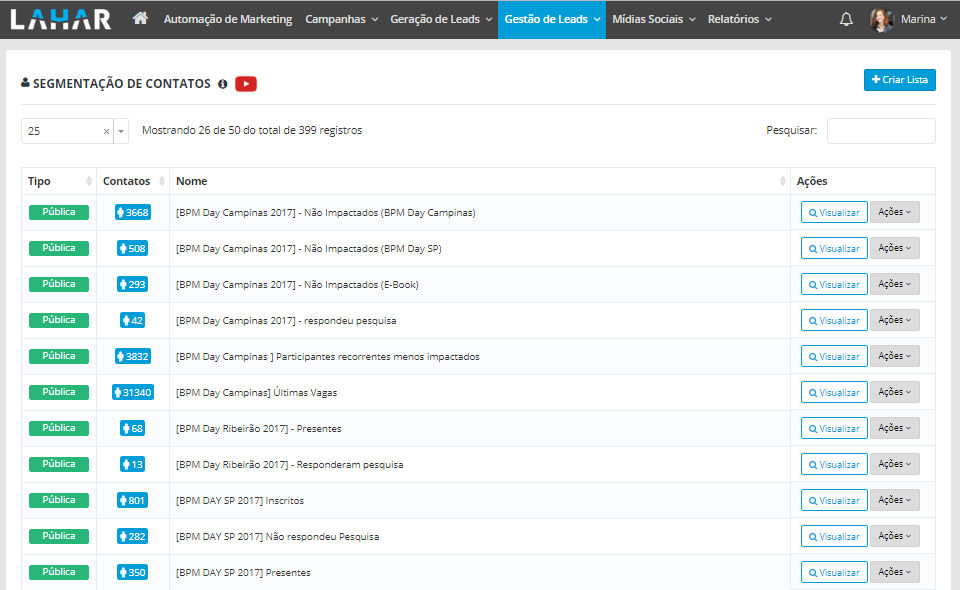 LAHAR Automação de Marketing Campanhas Geração de Leads Gestão de Leads Mídias Sociais Relatórios Marina
SEGMENTAÇÃO DE CONTATOS + Criar Lista
25 × Mostrando 26 de 50 do total de 399 registros Pesquisar:
Tipo Contatos Nome Ações
Pública 3668 [BPM Day Campinas 2017] - Não Impactados (BPM Day Campinas) Visualizar Ações
Pública 508 [BPM Day Campinas 2017] - Não Impactados (BPM Day SP) Visualizar Ações
Pública 293 [BPM Day Campinas 2017] - Não Impactados (E-Book) Visualizar Ações
Pública 42 [BPM Day Campinas 2017] - respondeu pesquisa Visualizar Ações
Pública 3832 [BPM Day Campinas ] Participantes recorrentes menos impactados Visualizar Ações
Pública 31340 [BPM Day Campinas] Últimas Vagas Visualizar Ações
Pública 68 [BPM Day Ribeirão 2017] - Presentes Visualizar Ações
Pública 13 [BPM Day Ribeirão 2017] - Responderam pesquisa Visualizar Ações
Pública 801 [BPM DAY SP 2017] Inscritos Visualizar Ações
Pública 282 [BPM DAY SP 2017] Não respondeu Pesquisa Visualizar Ações
Pública 350 [BPM DAY SP 2017] Presentes Visualizar Ações